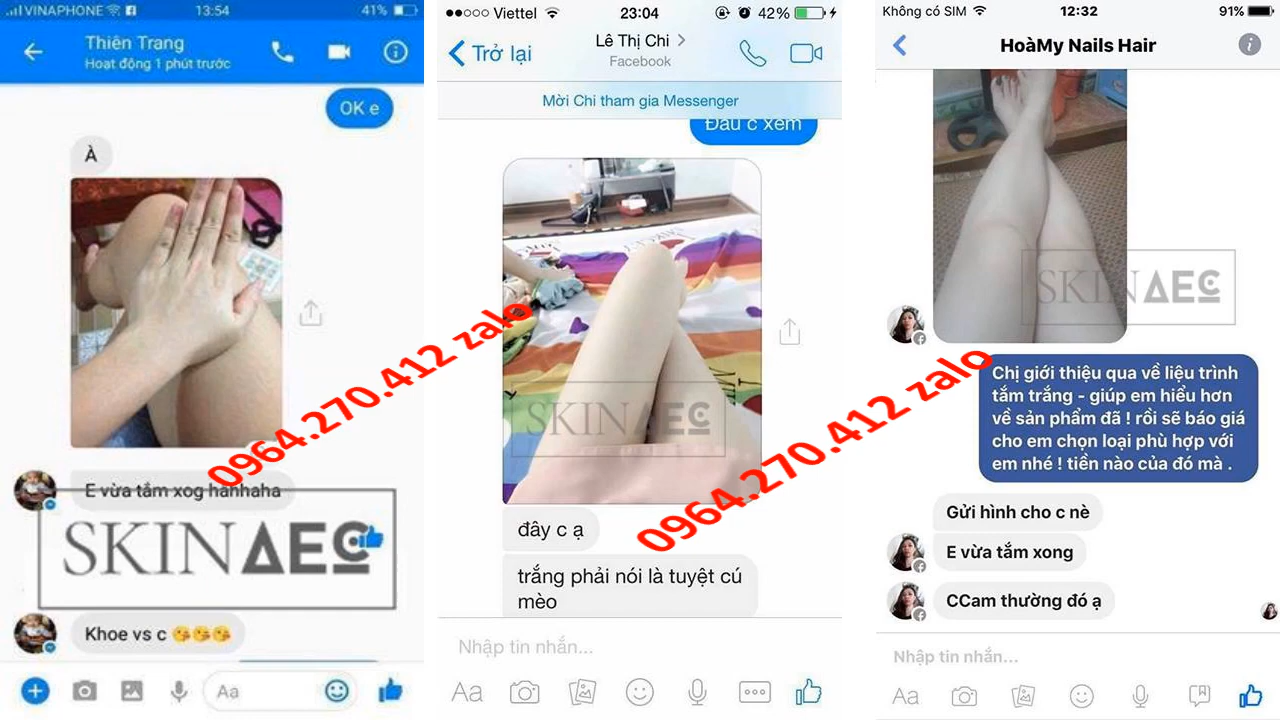 VINAPHONE
13:54
41%
Thiên Trang
Hoạt động 1 phút trước
OK e
À
E vừa tắm xog hahhaha
SKINAEC
Khoe vs c 😘😘😘
Aa
Viettel
23:04
42%
Trở lại
Lê Thị Chi
Facebook
Mời Chi tham gia Messenger
Đâu c xem
SKINAEC
đây c ạ
trắng phải nói là tuyệt cú
mèo
Nhập tin nhắn...
Aa
Không có SIM
12:32
91%
HoàMy Nails Hair
SKINAEC
Chị giới thiệu qua về liệu trình
tắm trắng - giúp em hiểu hơn
về sản phẩm đã ! rồi sẽ báo giá
cho em chọn loại phù hợp với
em nhé ! tiền nào của đó mà .
Gửi hình cho c nè
E vừa tắm xong
CCam thường đó ạ
Nhập tin nhắn...
Aa
0964.270.412 zalo
0964.270.412 zalo